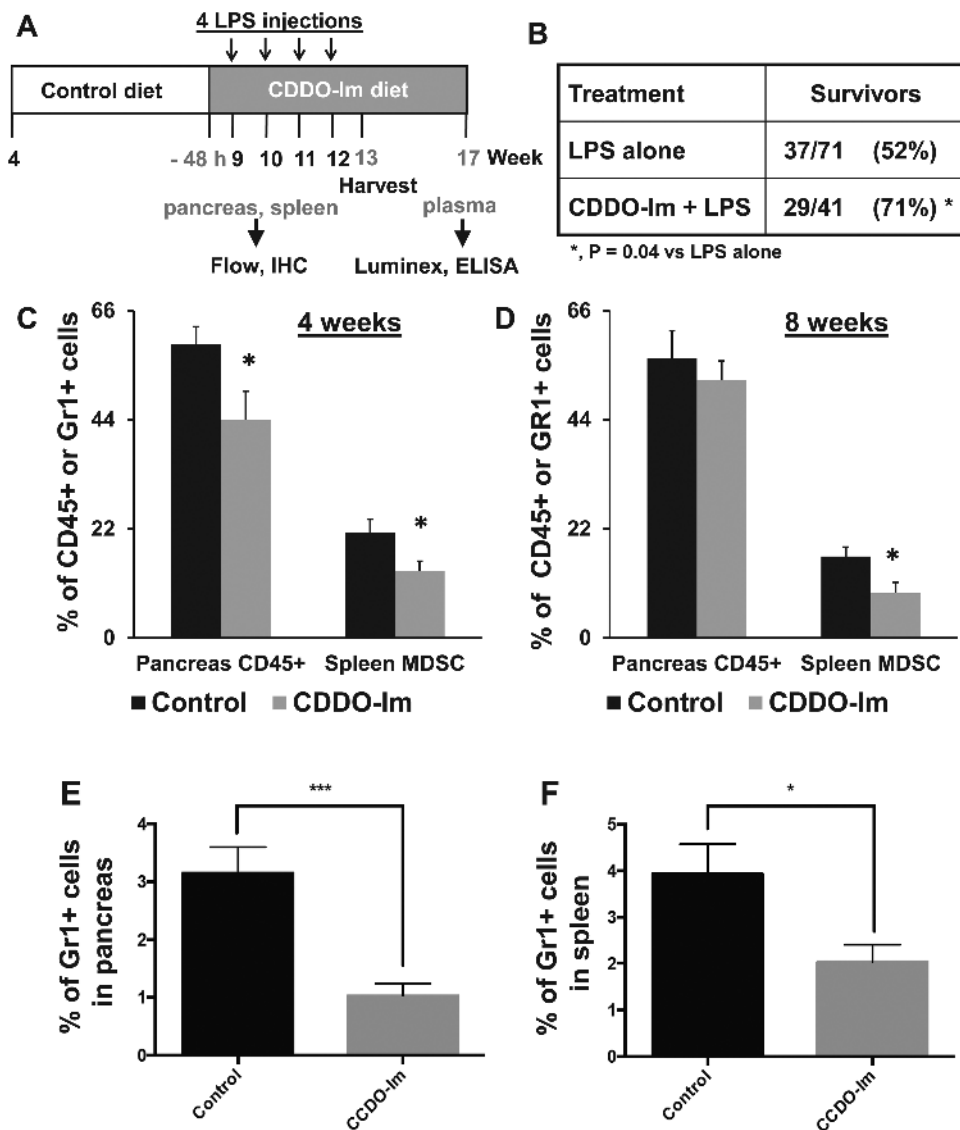 A
4 LPS injections
Control diet
CDDO-Im diet
4
- 48 h 9 10 11 12 13 17 Week
Harvest
pancreas, spleen
plasma
Flow, IHC
Luminex, ELISA
B
Treatment Survivors
LPS alone 37/71 (52%)
CDDO-Im + LPS 29/41 (71%) *
*, P = 0.04 vs LPS alone
C
4 weeks
% of CD45+ or Gr1+ cells
66
44
22
0
*
*
Pancreas CD45+ Spleen MDSC
Control CDDO-Im
D
8 weeks
% of CD45+ or GR1+ cells
66
44
22
0
*
Pancreas CD45+ Spleen MDSC
Control CDDO-Im
E
***
% of Gr1+ cells
in pancreas
4
3
2
1
0
Control
CCDO-Im
F
*
% of Gr1+ cells
in spleen
5
4
3
2
1
0
Control
CCDO-Im